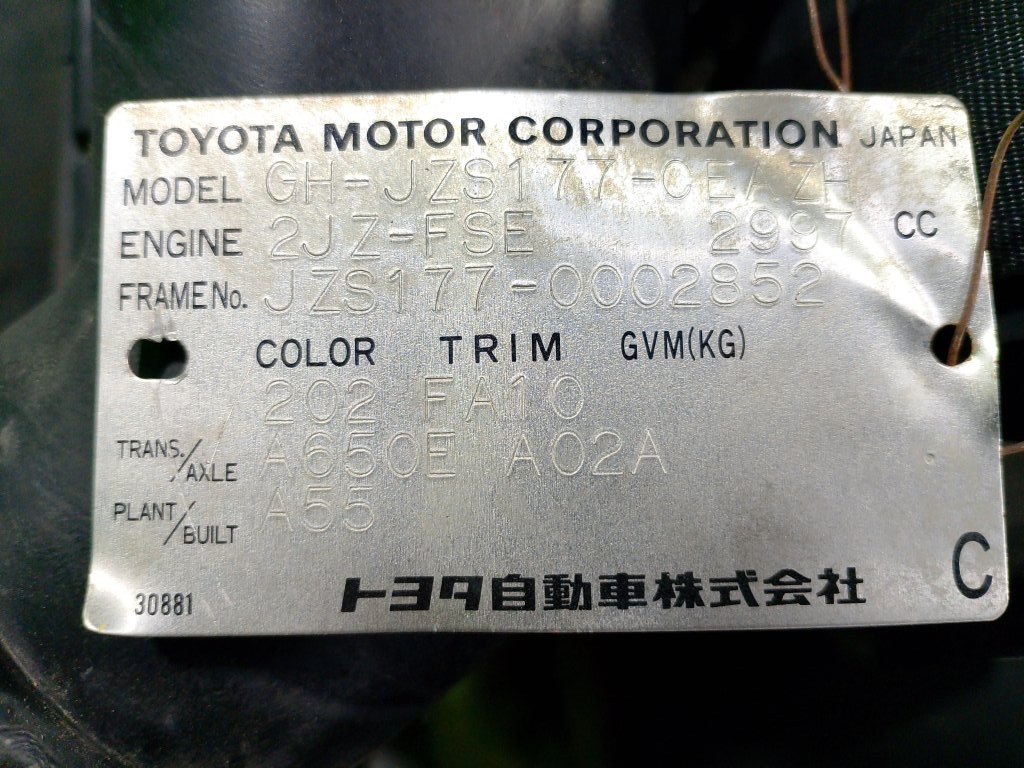 TOYOTA MOTOR CORPORATION JAPAN
MODEL GH-JZS177-CEAZH
ENGINE 2JZ-FSE 2997 CC
FRAME No. JZS177-0002852
COLOR TRIM GVM(KG)
202 FA10
TRANS./AXLE A650E A02A
PLANT/BUILT A55
C
30881 トヨタ自動車株式会社